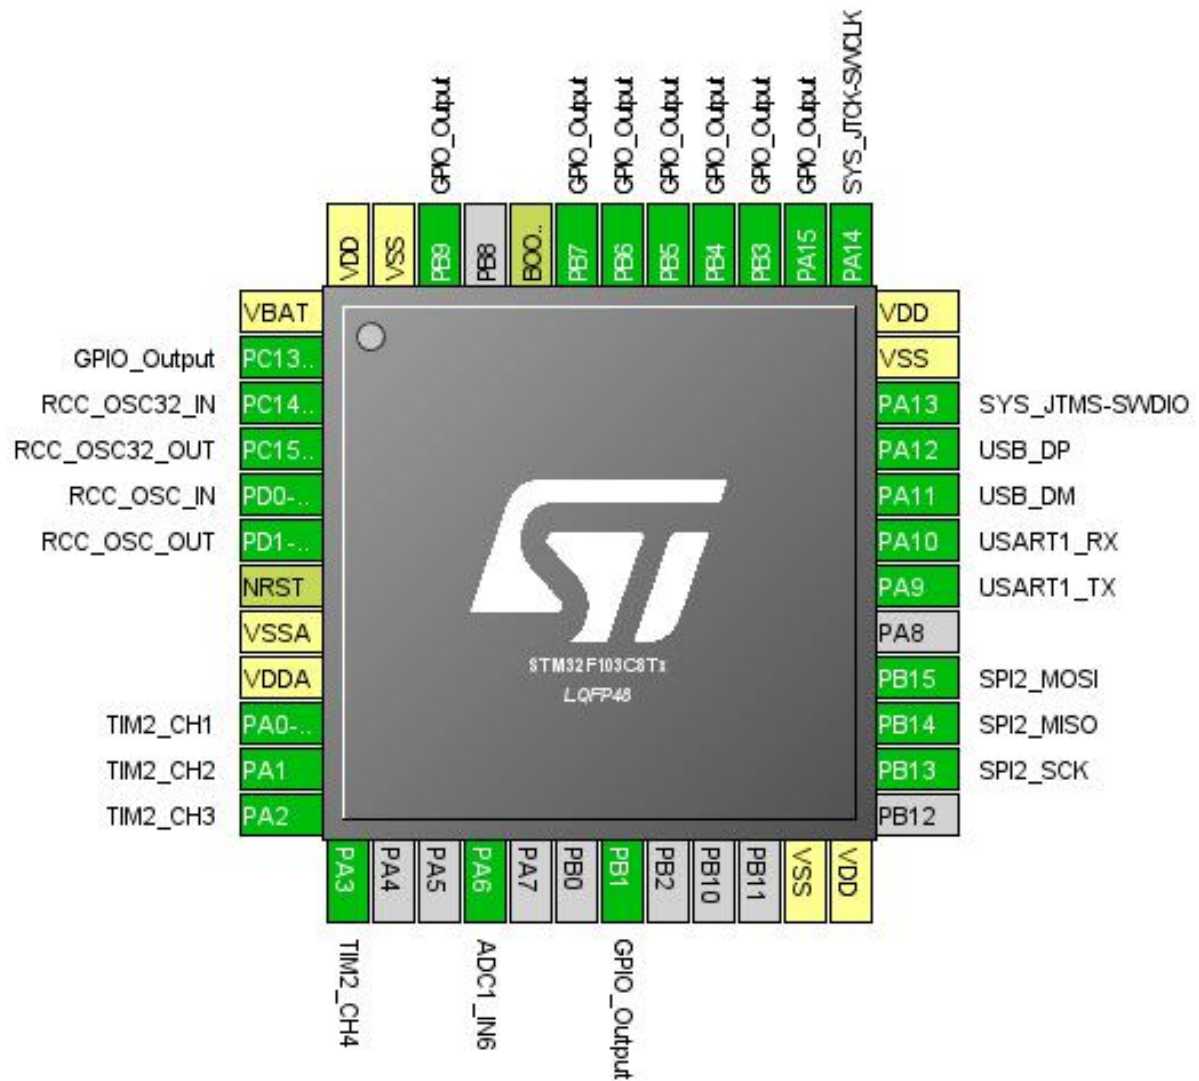 GPIO_Output
GPIO_Output
GPIO_Output
GPIO_Output
GPIO_Output
GPIO_Output
GPIO_Output
SYS_JTCK-SWCLK
VDD
VSS
PB9
PB8
BOO..
PB7
PB6
PB5
PB4
PB3
PA15
PA14
VBAT
GPIO_Output PC13..
RCC_OSC32_IN PC14..
RCC_OSC32_OUT PC15..
RCC_OSC_IN PD0-..
RCC_OSC_OUT PD1-..
NRST
VSSA
VDDA
TIM2_CH1 PA0-..
TIM2_CH2 PA1
TIM2_CH3 PA2
ST
STM32F103C8Tx
LQFP48
VDD
VSS
PA13 SYS_JTMS-SWDIO
PA12 USB_DP
PA11 USB_DM
PA10 USART1_RX
PA9 USART1_TX
PA8
PB15 SPI2_MOSI
PB14 SPI2_MISO
PB13 SPI2_SCK
PB12
PA3
PA4
PA5
PA6
PA7
PB0
PB1
PB2
PB10
PB11
VSS
VDD
TIM2_CH4
ADC1_IN6
GPIO_Output